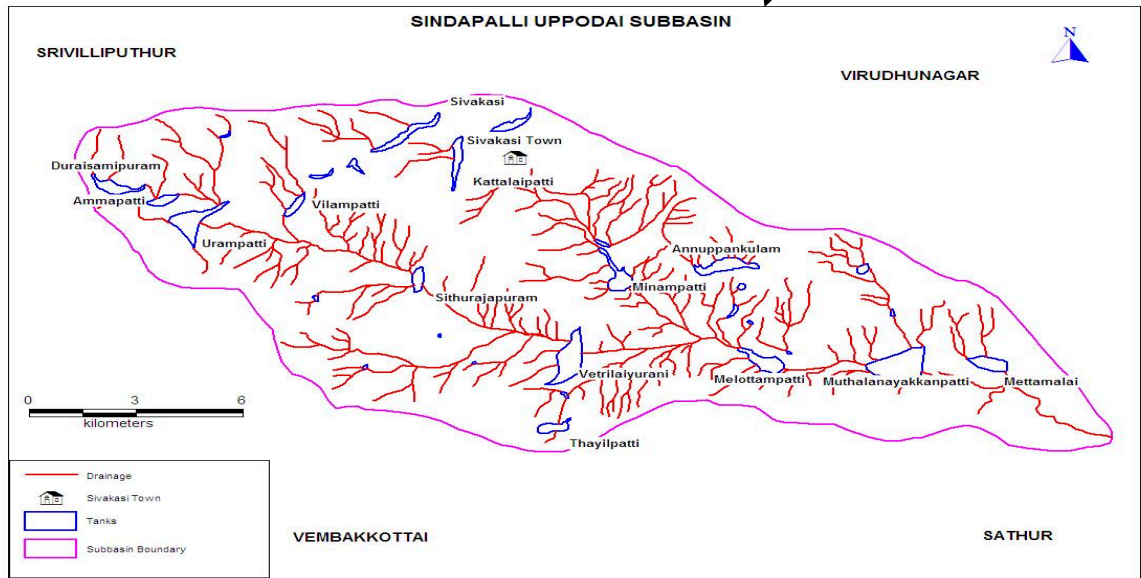 SINDAPALLI UPPODAI SUBBASIN
N
SRIVILLIPUTHUR
VIRUDHUNAGAR
Sivakasi
Sivakasi Town
Duraisamipuram
Kattalaipatti
Ammapatti
Vilampatti
Urampatti
Annuppankulam
Minampatti
Sithurajapuram
Vetrilaiyurani
Melottampatti
Muthalanayakkanpatti
Mettamalai
0 3 6
kilometers
Thayilpatti
Drainage
Sivakasi Town
Tanks
Subbasin Boundary
VEMBAKKOTTAI
SATHUR